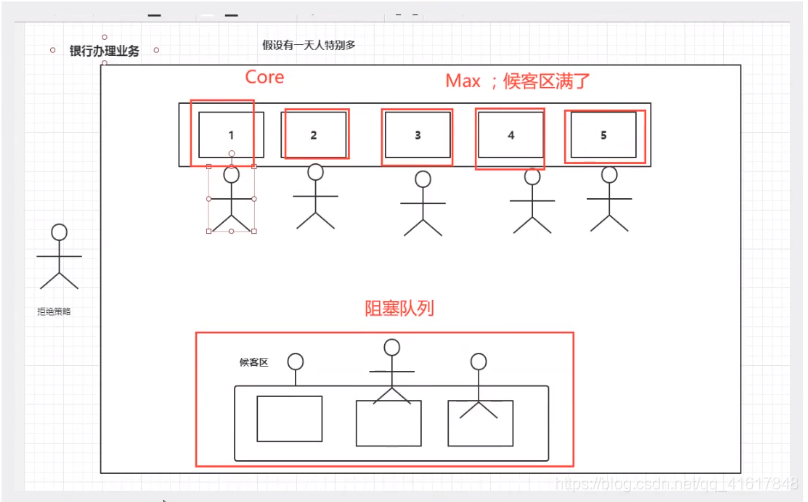 银行办理业务
假设有一天人特别多
Core
Max ；候客区满了
1
2
3
4
5
拒绝策略
阻塞队列
候客区
https://blog.csdn.net/qq_41617848